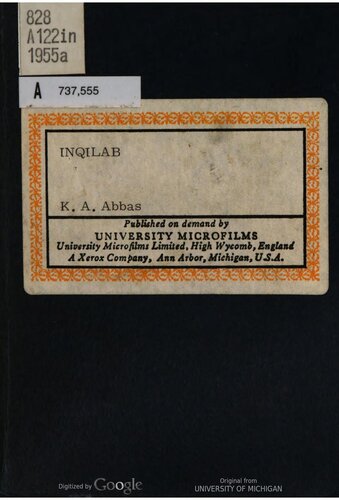 828
A122in
1955a
A 737,555
INQILAB
K. A. Abbas
Published on demand by
UNIVERSITY MICROFILMS
University Microfilms Limited, High Wycomb, England
A Xerox Company, Ann Arbor, Michigan, U.S.A.
Digitized by Google
Original from
UNIVERSITY OF MICHIGAN